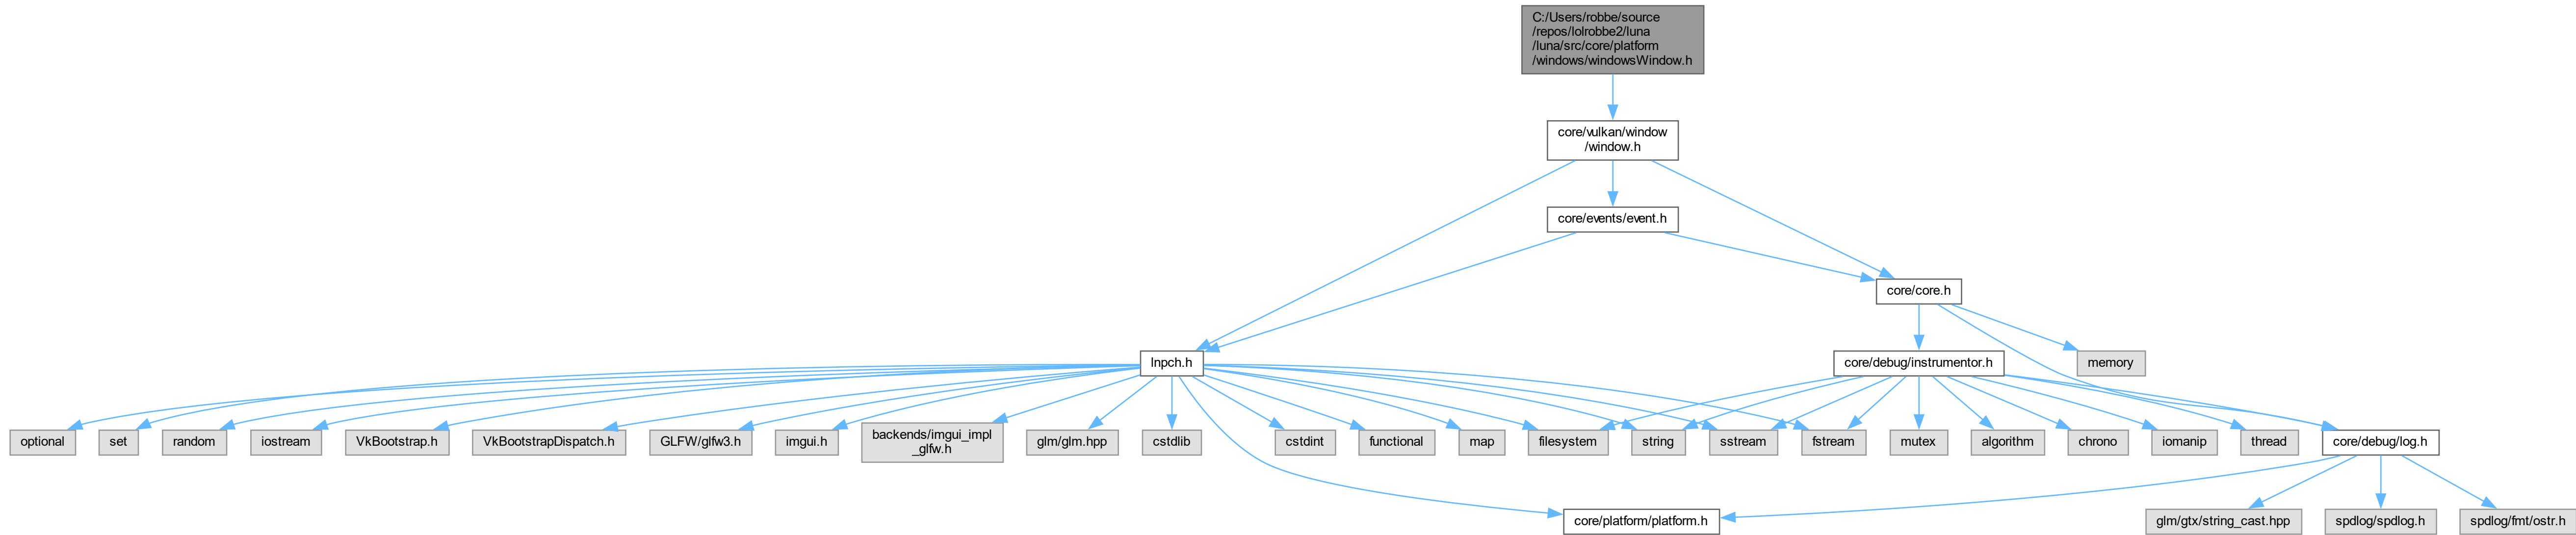 C:/Users/robbe/source
/repos/lolrobbe2/luna
/luna/src/core/platform
/windows/windowsWindow.h
core/vulkan/window
/window.h
core/events/event.h
core/core.h
lnpch.h
core/debug/instrumentor.h
memory
optional
set
random
iostream
VkBootstrap.h
VkBootstrapDispatch.h
GLFW/glfw3.h
imgui.h
backends/imgui_impl
_glfw.h
glm/glm.hpp
cstdlib
cstdint
functional
map
filesystem
string
sstream
fstream
mutex
algorithm
chrono
iomanip
thread
core/debug/log.h
core/platform/platform.h
glm/gtx/string_cast.hpp
spdlog/spdlog.h
spdlog/fmt/ostr.h